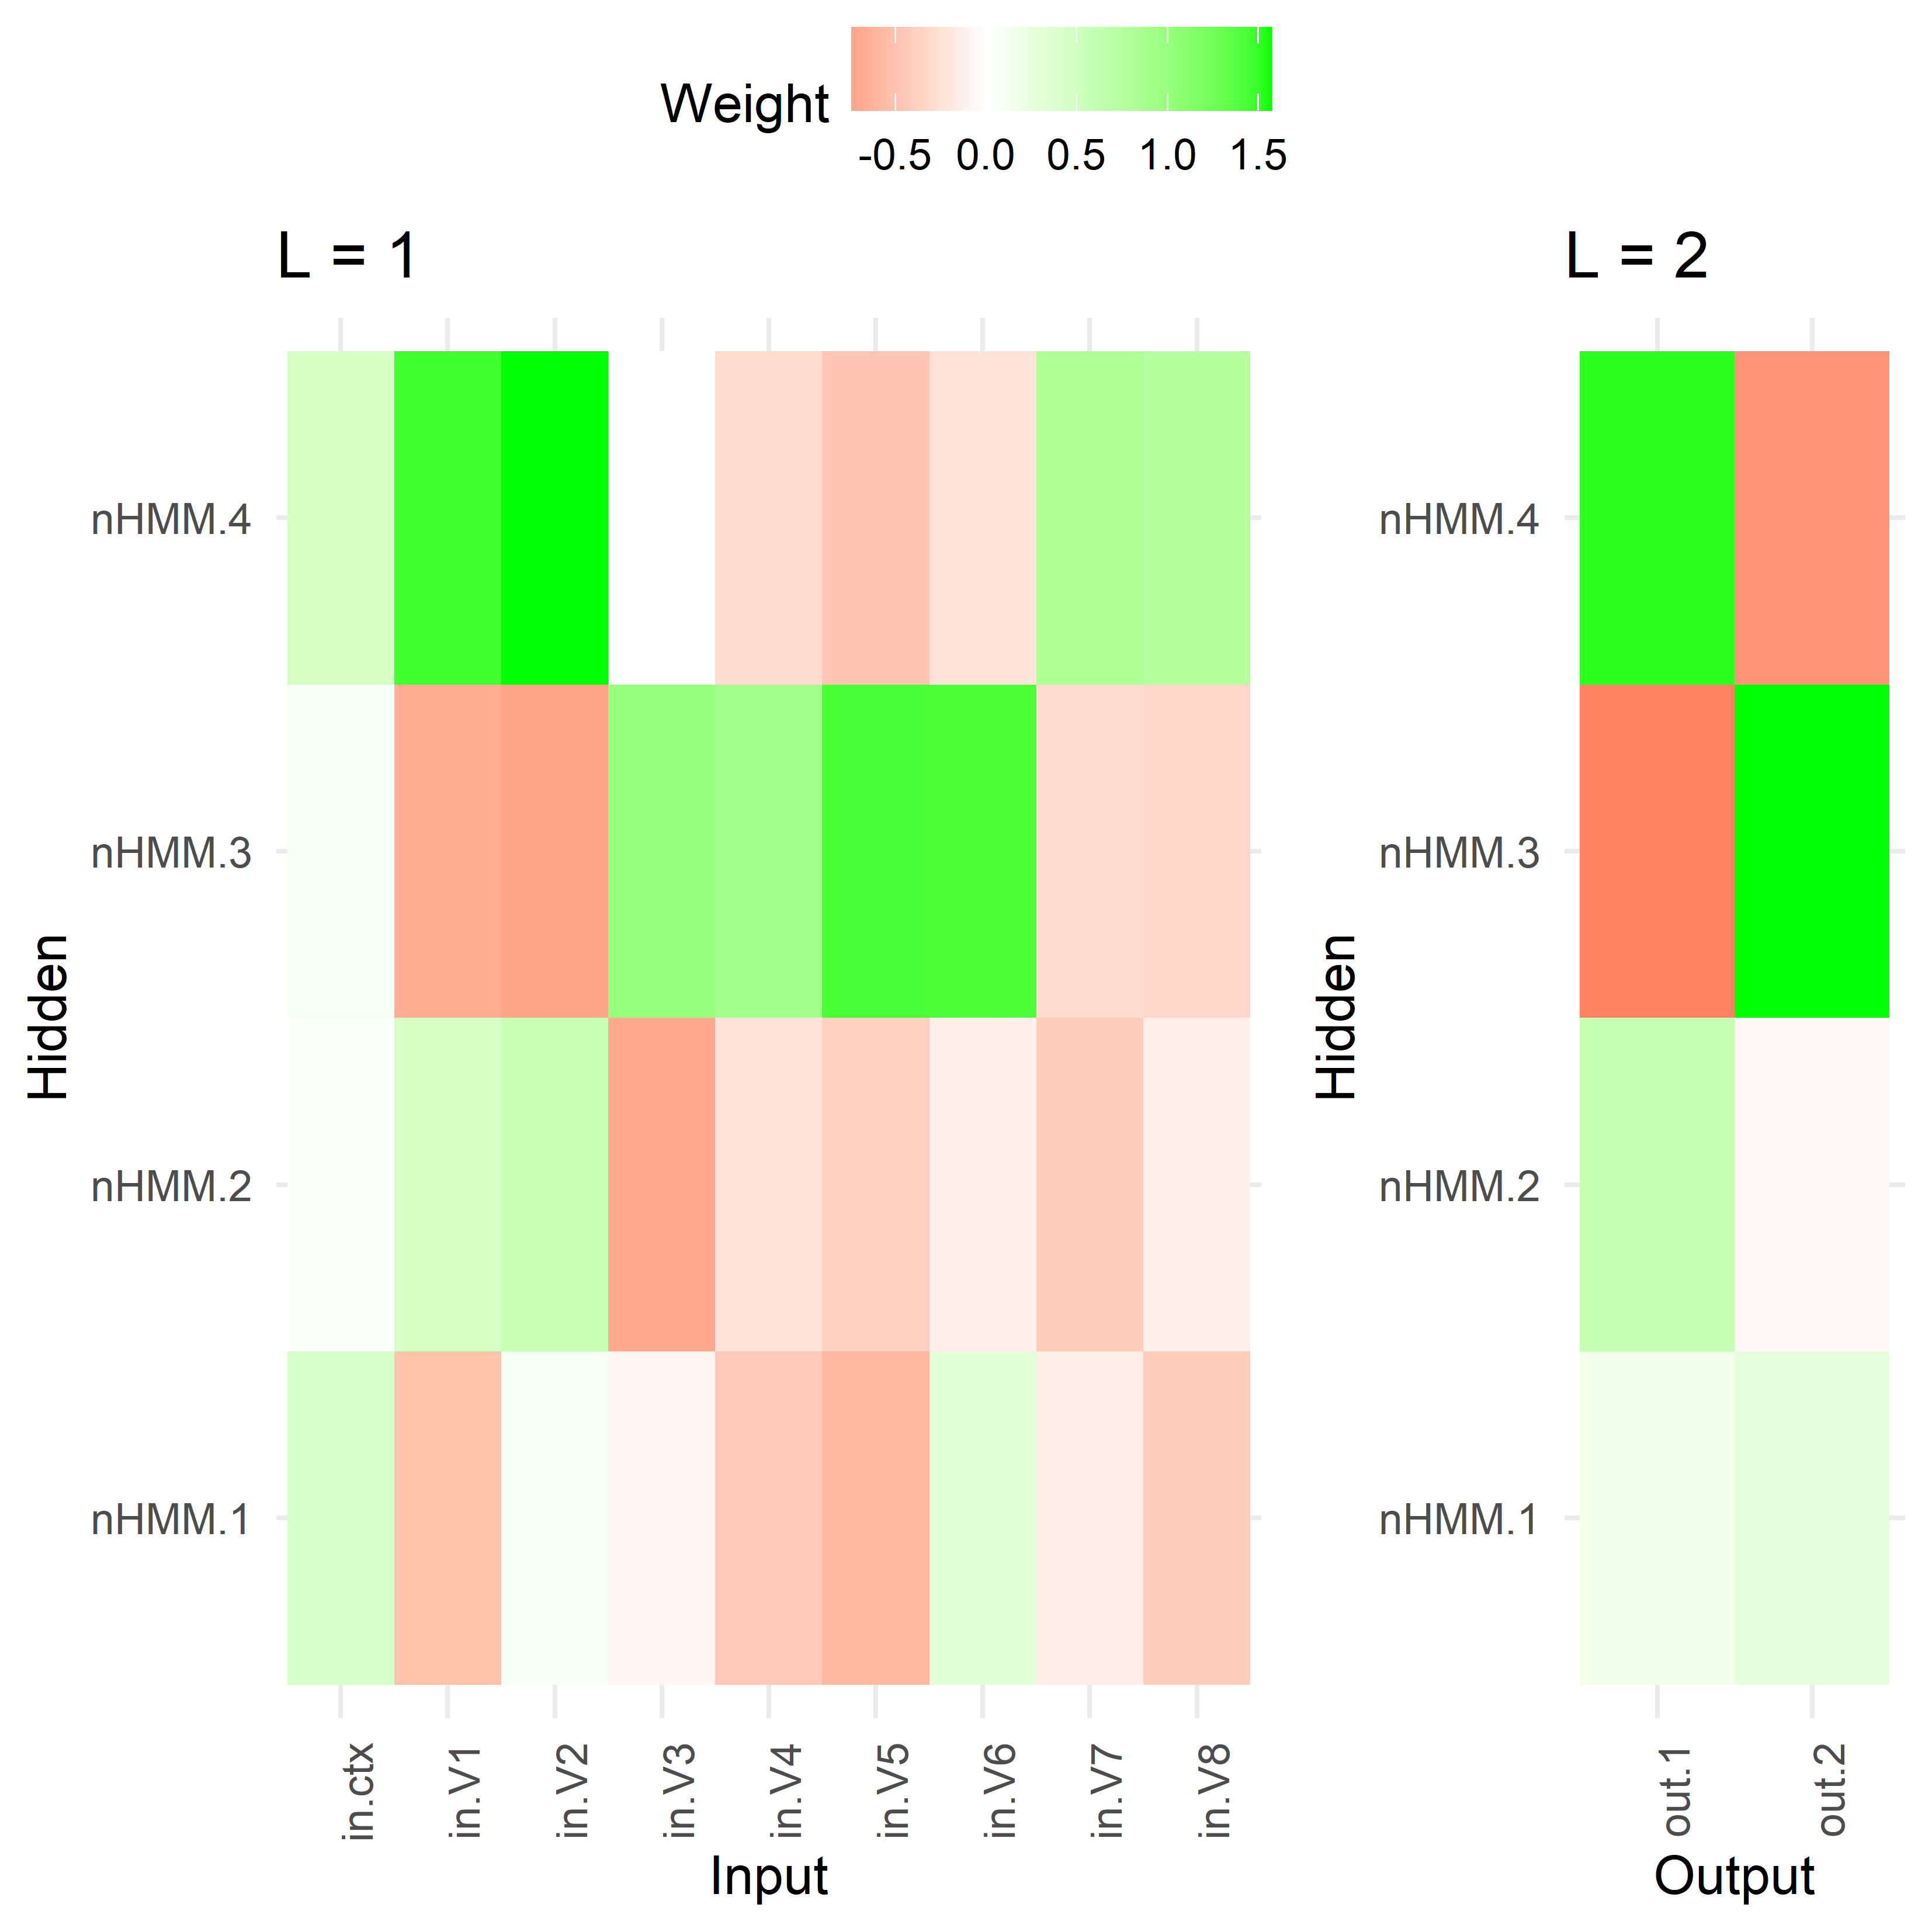 Weight
-0.5 0.0 0.5 1.0 1.5
L = 1
Hidden
nHMM.4
nHMM.3
nHMM.2
nHMM.1
in.ctx in.V1 in.V2 in.V3 in.V4 in.V5 in.V6 in.V7 in.V8
Input
L = 2
Hidden
nHMM.4
nHMM.3
nHMM.2
nHMM.1
out.1 out.2
Output